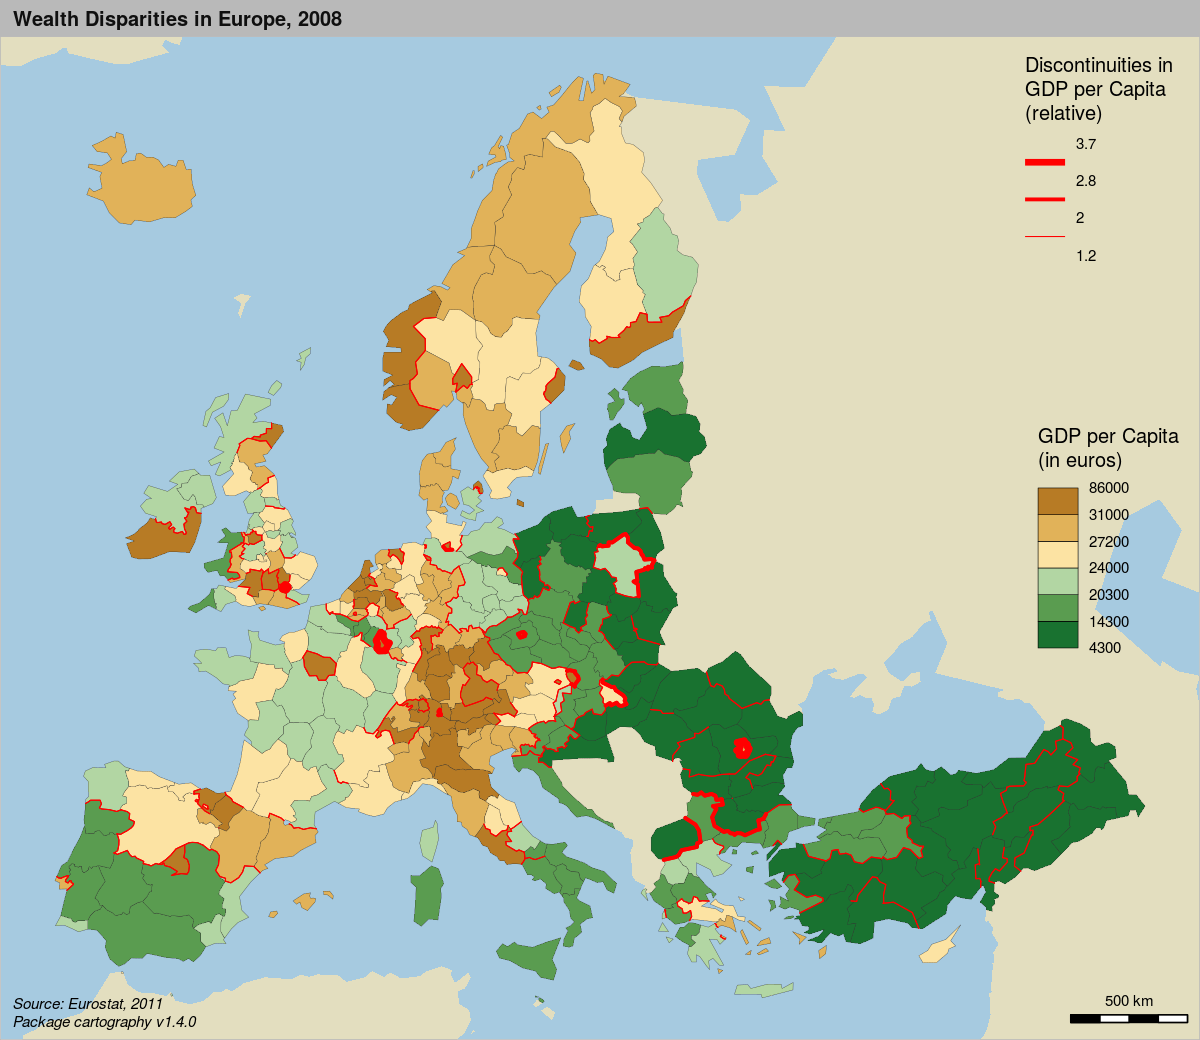 Wealth Disparities in Europe, 2008
Discontinuities in
GDP per Capita
(relative)
3.7
2.8
2
1.2
GDP per Capita
(in euros)
86000
31000
27200
24000
20300
14300
4300
500 km
Source: Eurostat, 2011
Package cartography v1.4.0